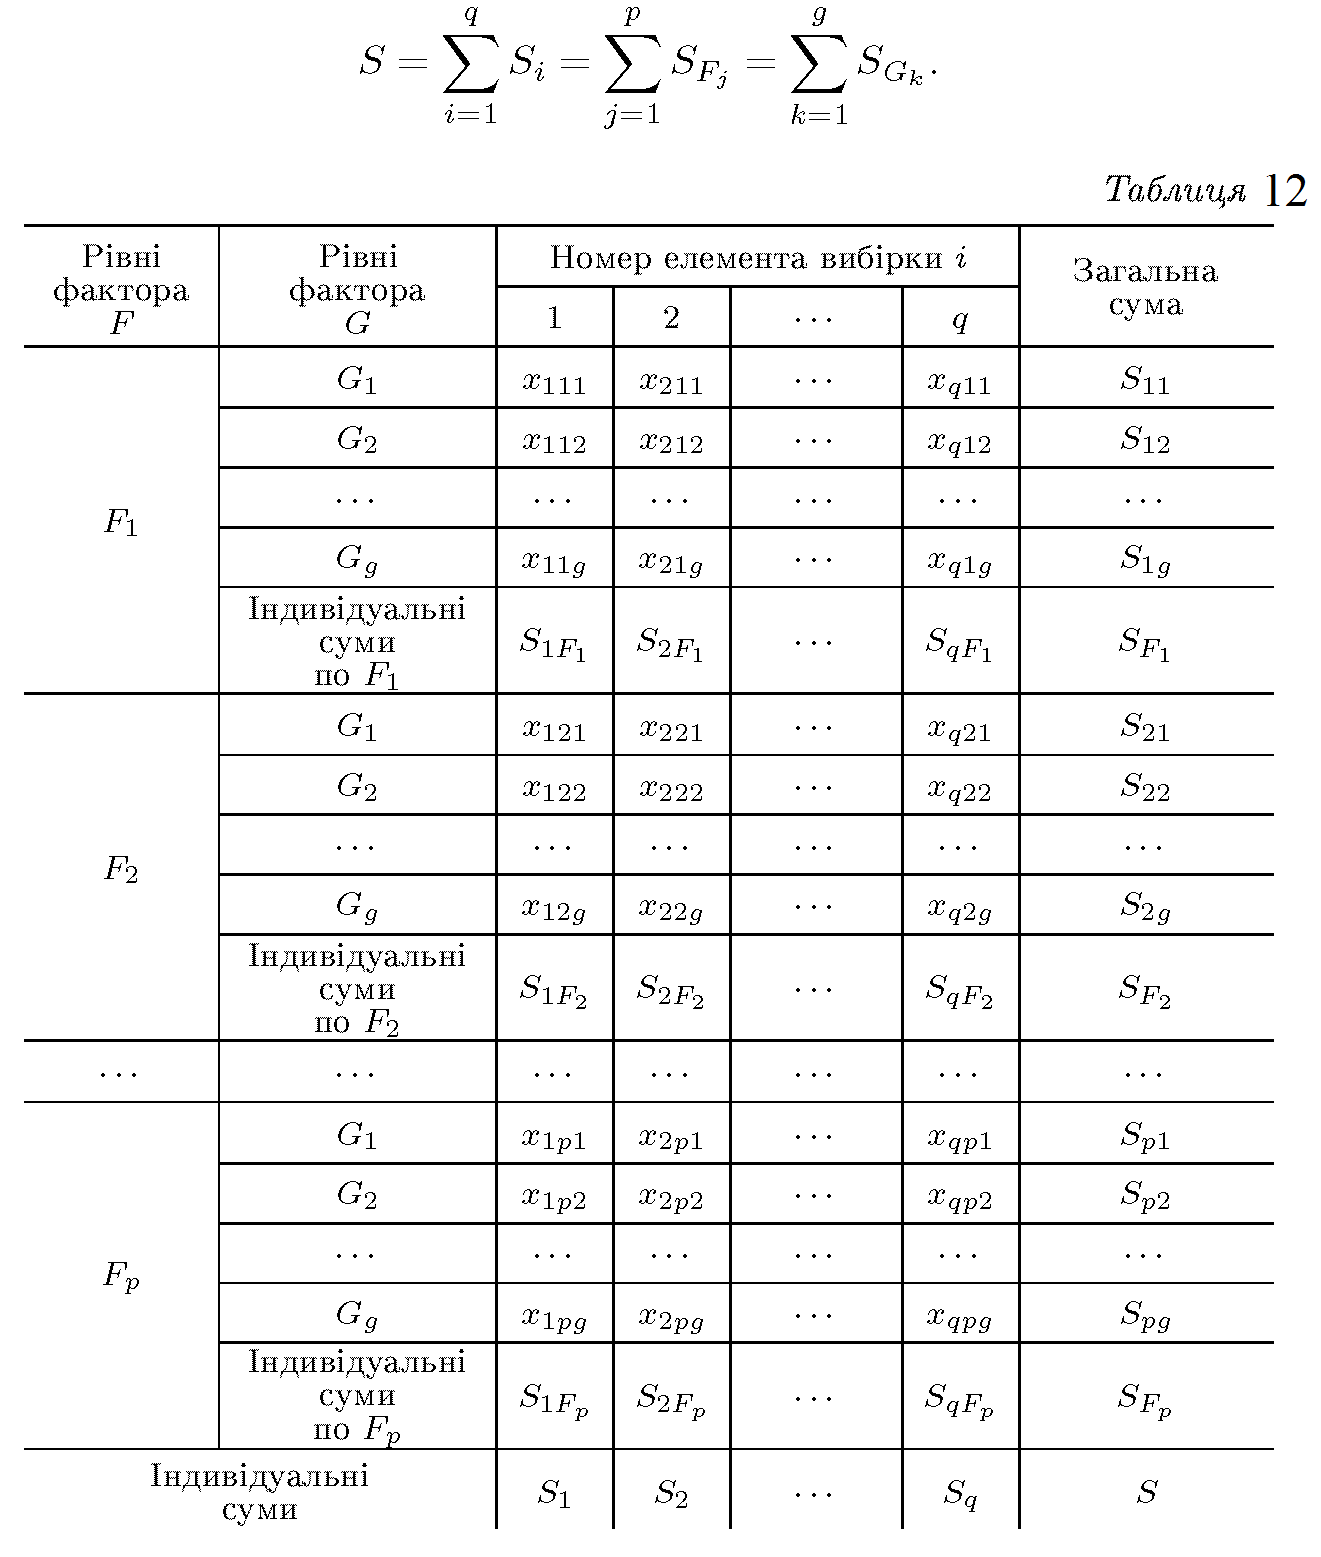 S = \sum_{i=1}^{q} S_i = \sum_{j=1}^{p} S_{F_j} = \sum_{k=1}^{g} S_{G_k}.
Таблиця 12
Рівні фактора F | Рівні фактора G | Номер елемента вибірки i | Загальна сума
1 | 2 | ... | q
F_1
G_1 | x_{111} | x_{211} | ... | x_{q11} | S_{11}
G_2 | x_{112} | x_{212} | ... | x_{q12} | S_{12}
... | ... | ... | ... | ... | ...
G_g | x_{11g} | x_{21g} | ... | x_{q1g} | S_{1g}
Індивідуальні суми по F_1 | S_{1F_1} | S_{2F_1} | ... | S_{qF_1} | S_{F_1}
F_2
G_1 | x_{121} | x_{221} | ... | x_{q21} | S_{21}
G_2 | x_{122} | x_{222} | ... | x_{q22} | S_{22}
... | ... | ... | ... | ... | ...
G_g | x_{12g} | x_{22g} | ... | x_{q2g} | S_{2g}
Індивідуальні суми по F_2 | S_{1F_2} | S_{2F_2} | ... | S_{qF_2} | S_{F_2}
... | ... | ... | ... | ... | ... | ...
F_p
G_1 | x_{1p1} | x_{2p1} | ... | x_{qp1} | S_{p1}
G_2 | x_{1p2} | x_{2p2} | ... | x_{qp2} | S_{p2}
... | ... | ... | ... | ... | ...
G_g | x_{1pg} | x_{2pg} | ... | x_{qpg} | S_{pg}
Індивідуальні суми по F_p | S_{1F_p} | S_{2F_p} | ... | S_{qF_p} | S_{F_p}
Індивідуальні суми | S_1 | S_2 | ... | S_q | S